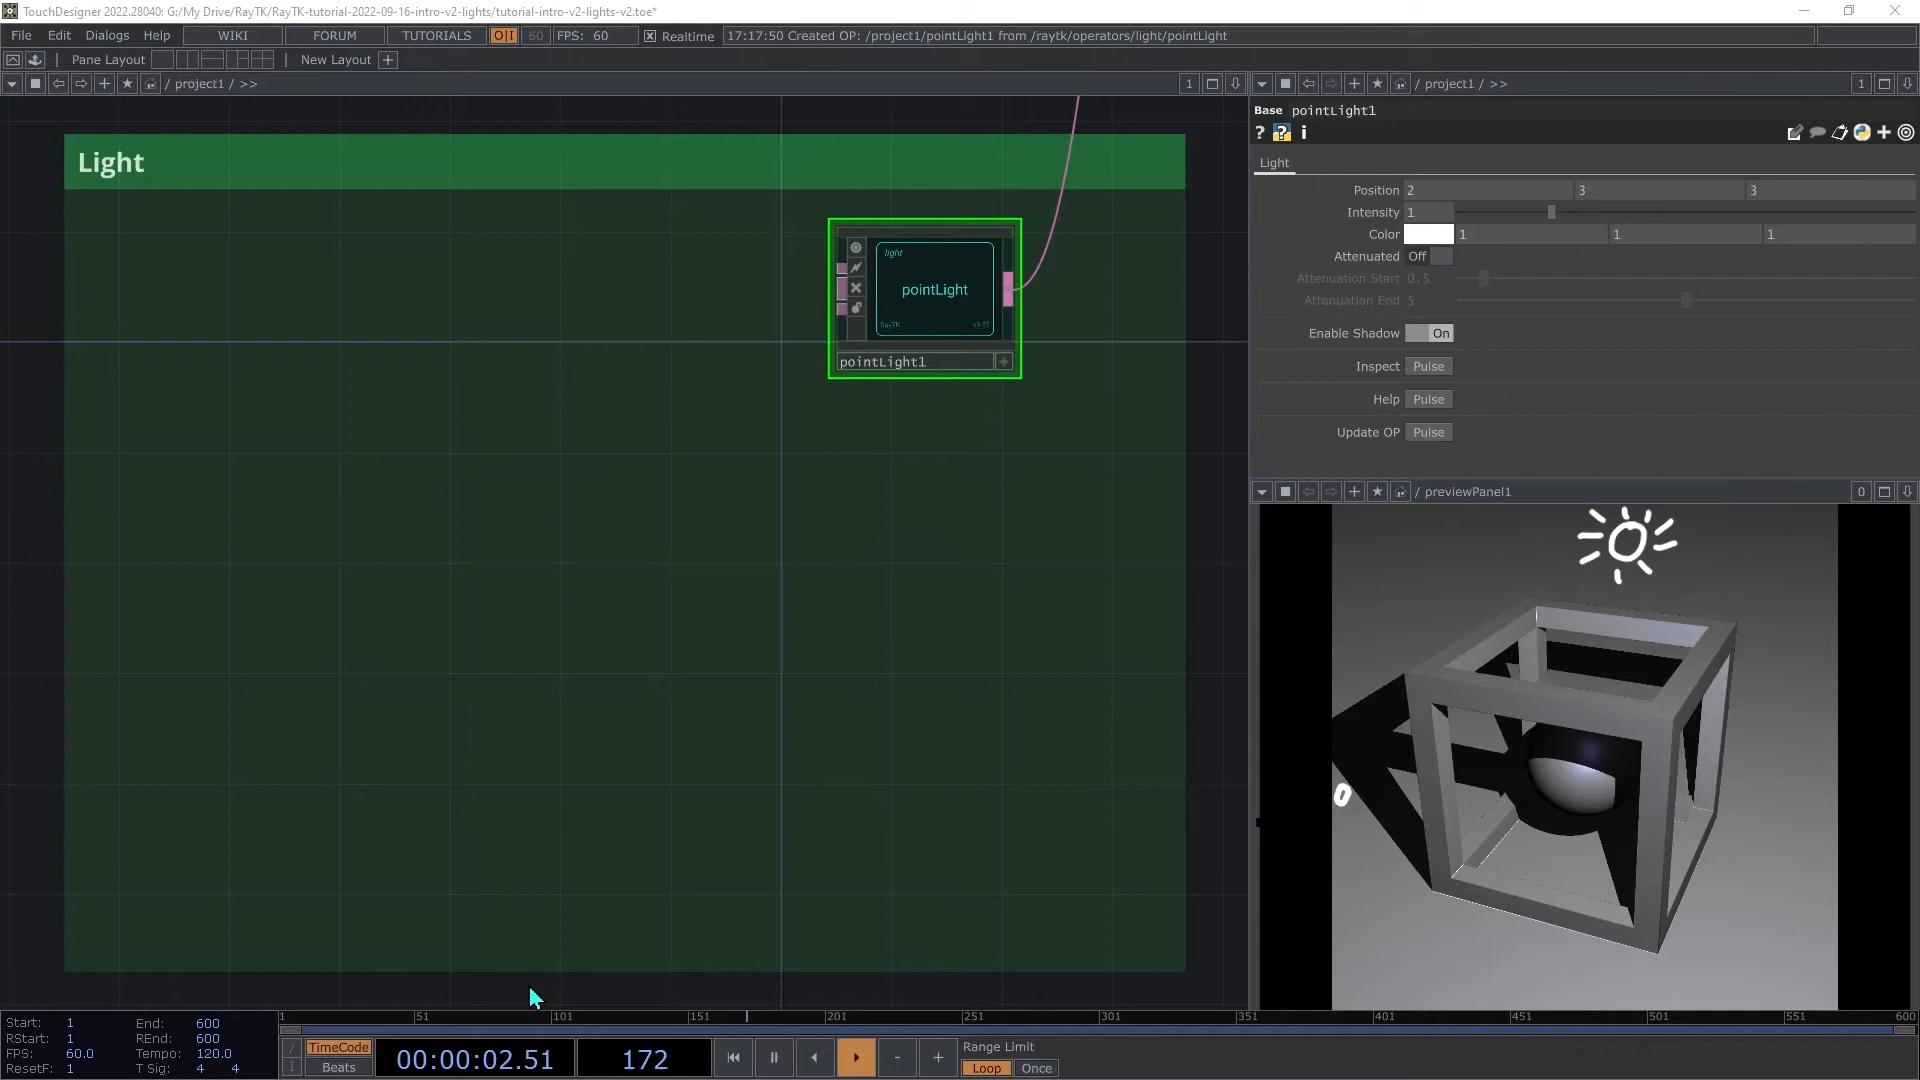 TouchDesigner 2022.28040: G:/My Drive/RayTK/RayTK-tutorial-2022-09-16-intro-v2-lights/tutorial-intro-v2-lights-v2.toe*
File Edit Dialogs Help WIKI FORUM TUTORIALS O|I 60 FPS: 60 Realtime 17:17:50 Created OP: /project1/pointLight1 from /raytk/operators/light/pointLight
Pane Layout New Layout
/ project1 / >> 1
/ project1 / >> 1
Base pointLight1
? ? i
Light
Position 2 3 3
Intensity 1
Color 1 1 1
Attenuated Off
Attenuation Start 0.5
Attenuation End 5
Enable Shadow On
Inspect Pulse
Help Pulse
Update OP Pulse
Light
light
pointLight
RayTK
pointLight1
/ previewPanel1 0
1 51 101 151 201 251 301 351 401 451 501 551 600
Start: 1 End: 600
RStart: 1 REnd: 600
FPS: 60.0 Tempo: 120.0
ResetF: 1 T Sig: 4 4
TimeCode
Beats
00:00:02.51
172
Range Limit
Loop Once